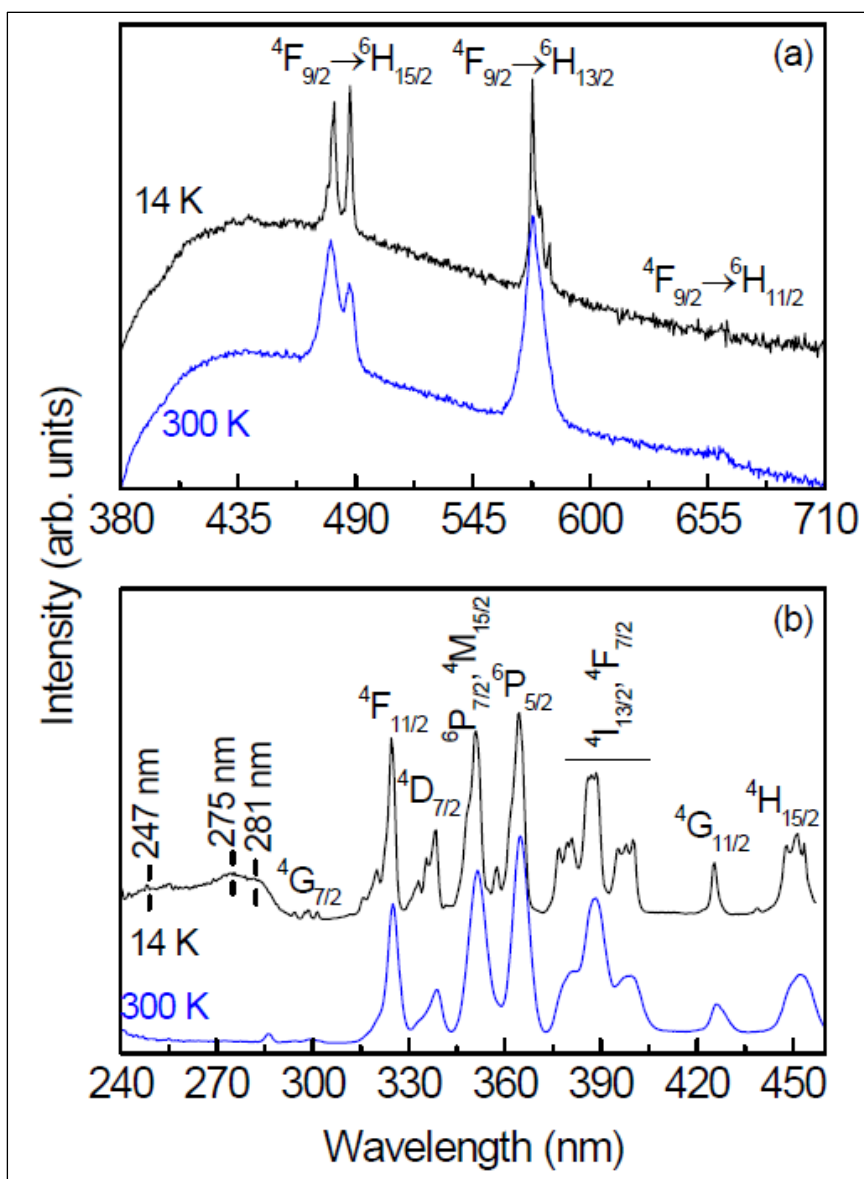 (a)
⁴F₉/₂→⁶H₁₅/₂
⁴F₉/₂→⁶H₁₃/₂
14 K
⁴F₉/₂→⁶H₁₁/₂
300 K
380 435 490 545 600 655 710
Intensity (arb. units)
(b)
247 nm
275 nm
281 nm
⁴G₇/₂
⁴F₁₁/₂
⁴D₇/₂
⁶P₇/₂, ⁴M₁₅/₂
⁶P₅/₂
⁴I₁₃/₂, ⁴F₇/₂
⁴G₁₁/₂
⁴H₁₅/₂
14 K
300 K
240 270 300 330 360 390 420 450
Wavelength (nm)